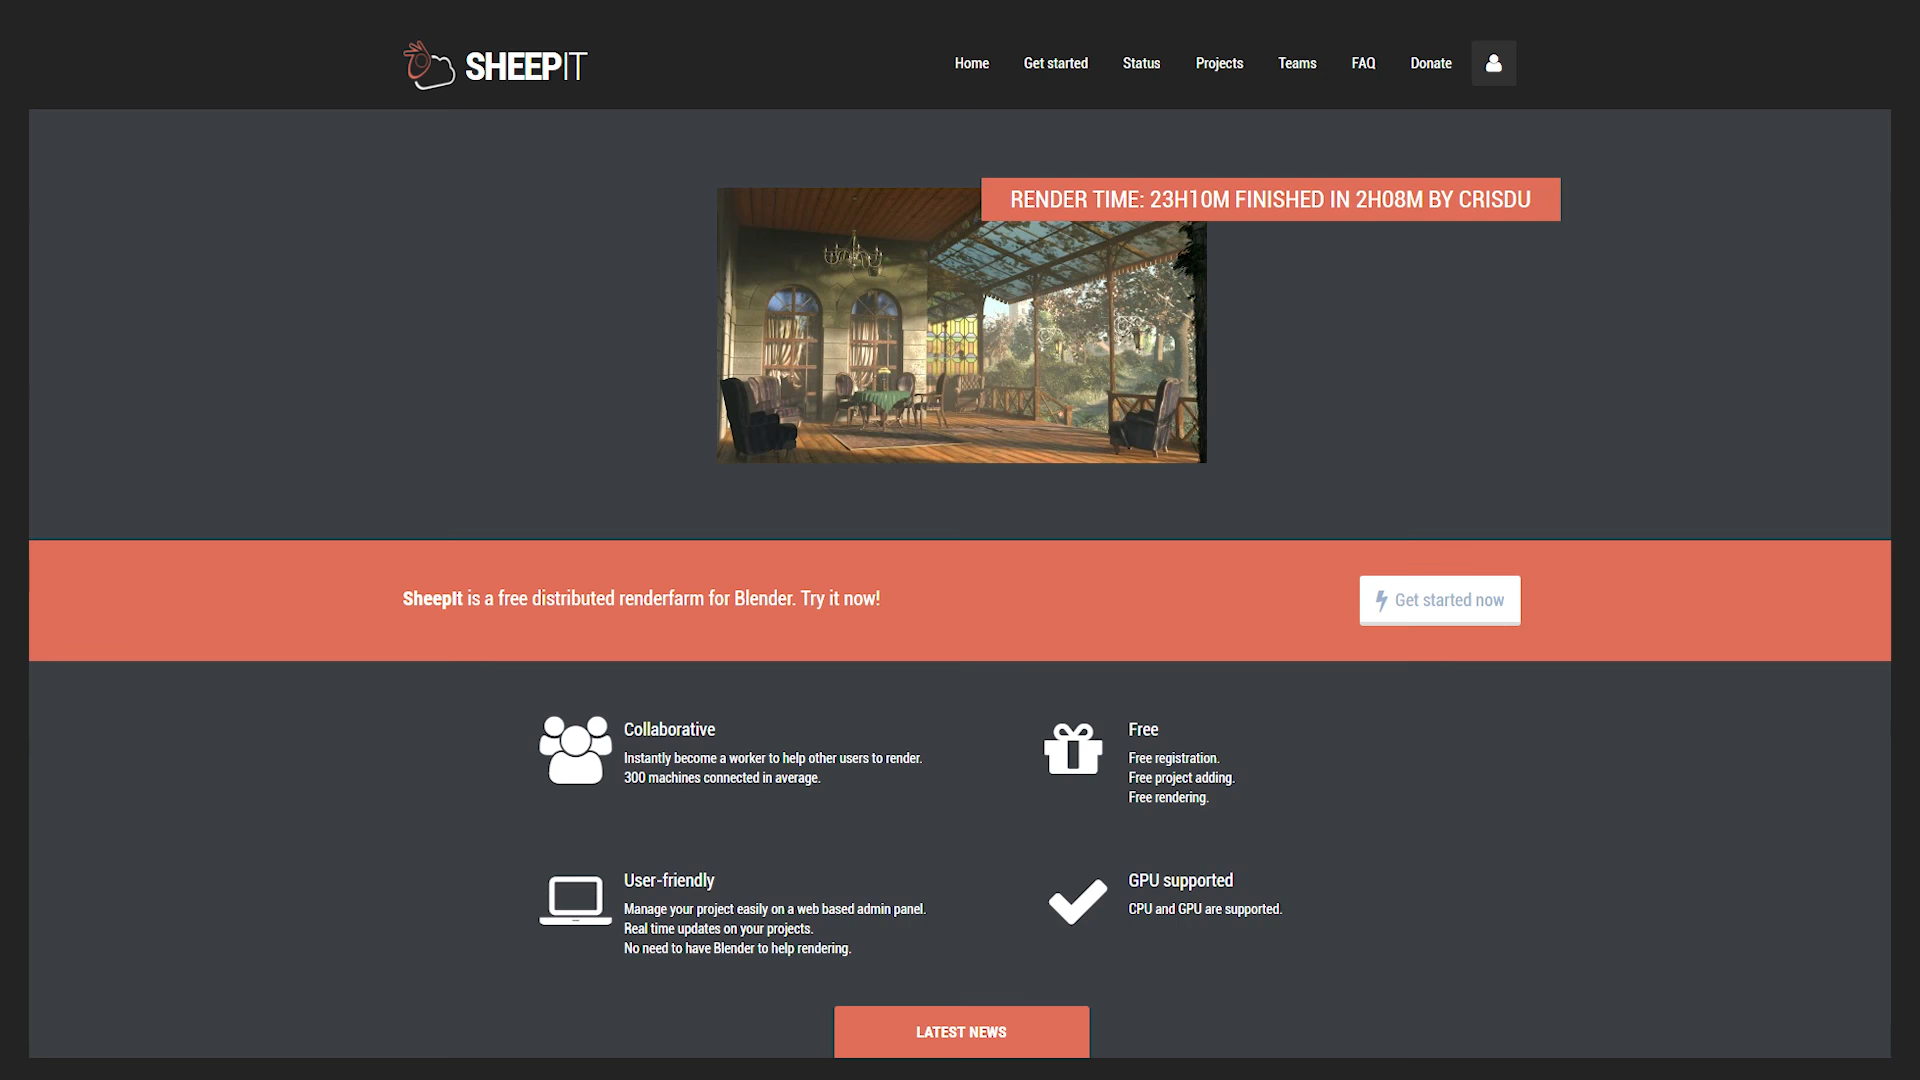 SHEEPIT
Home Get started Status Projects Teams FAQ Donate
RENDER TIME: 23H10M FINISHED IN 2H08M BY CRISDU
SheepIt is a free distributed renderfarm for Blender. Try it now!
Get started now
Collaborative
Instantly become a worker to help other users to render.
300 machines connected in average.
Free
Free registration.
Free project adding.
Free rendering.
User-friendly
Manage your project easily on a web based admin panel.
Real time updates on your projects.
No need to have Blender to help rendering.
GPU supported
CPU and GPU are supported.
LATEST NEWS